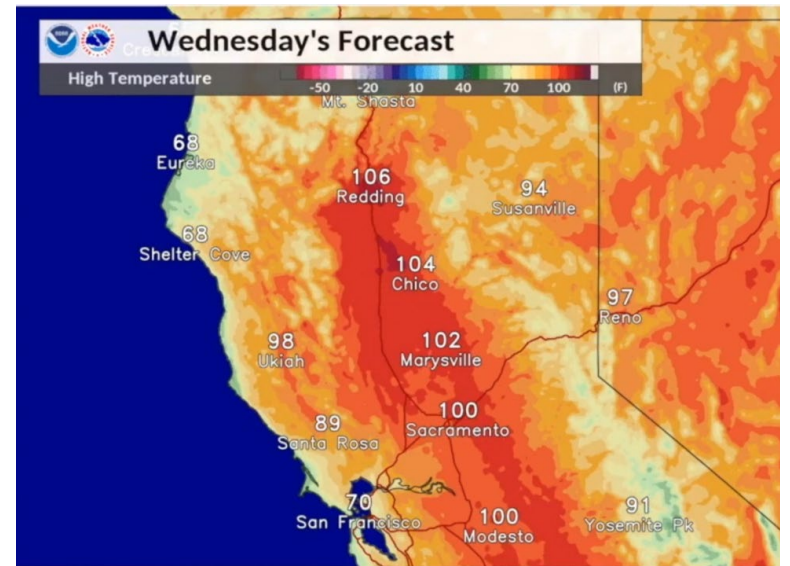 Wednesday's Forecast
High Temperature
-50 -20 10 40 70 100 (F)
Mt. Shasta
68
Eureka
106
Redding
94
Susanville
68
Shelter Cove
104
Chico
97
Reno
98
Ukiah
102
Marysville
100
Sacramento
89
Santa Rosa
70
San Francisco
100
Modesto
91
Yosemite Pk